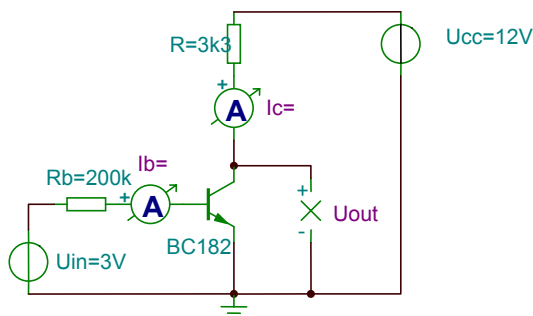 Ucc=12V
R=3k3
+
A
Ic=
Ib=
Rb=200k
+
A
+
Uout
-
BC182
Uin=3V